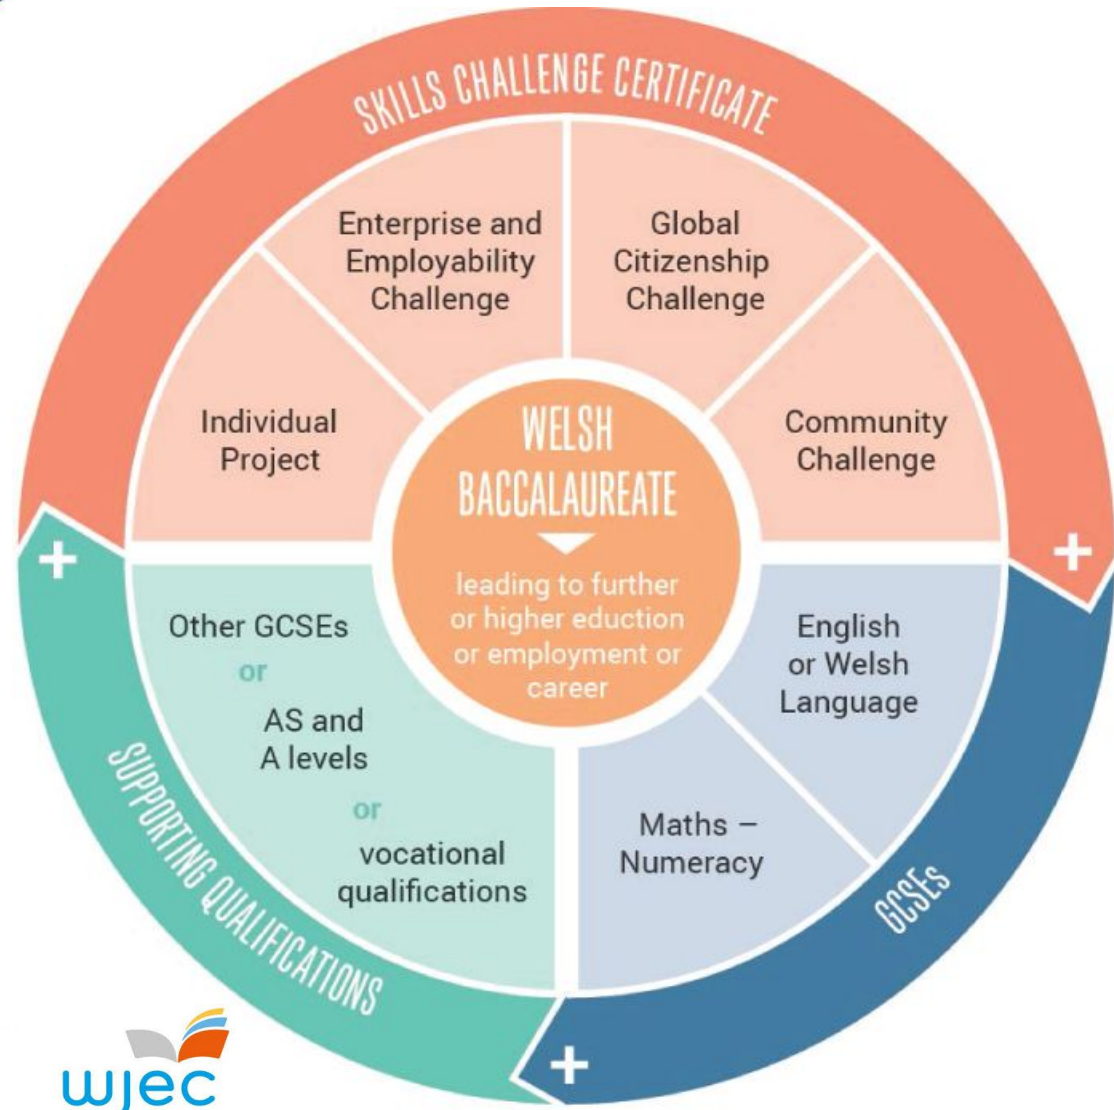 SKILLS CHALLENGE CERTIFICATE
Enterprise and
Employability
Challenge
Global
Citizenship
Challenge
Individual
Project
Community
Challenge
WELSH
BACCALAUREATE
leading to further
or higher eduction
or employment or
career
+
+
Other GCSEs
or
AS and
A levels
or
vocational
qualifications
English
or Welsh
Language
Maths –
Numeracy
SUPPORTING QUALIFICATIONS
GCSEs
+
wjec